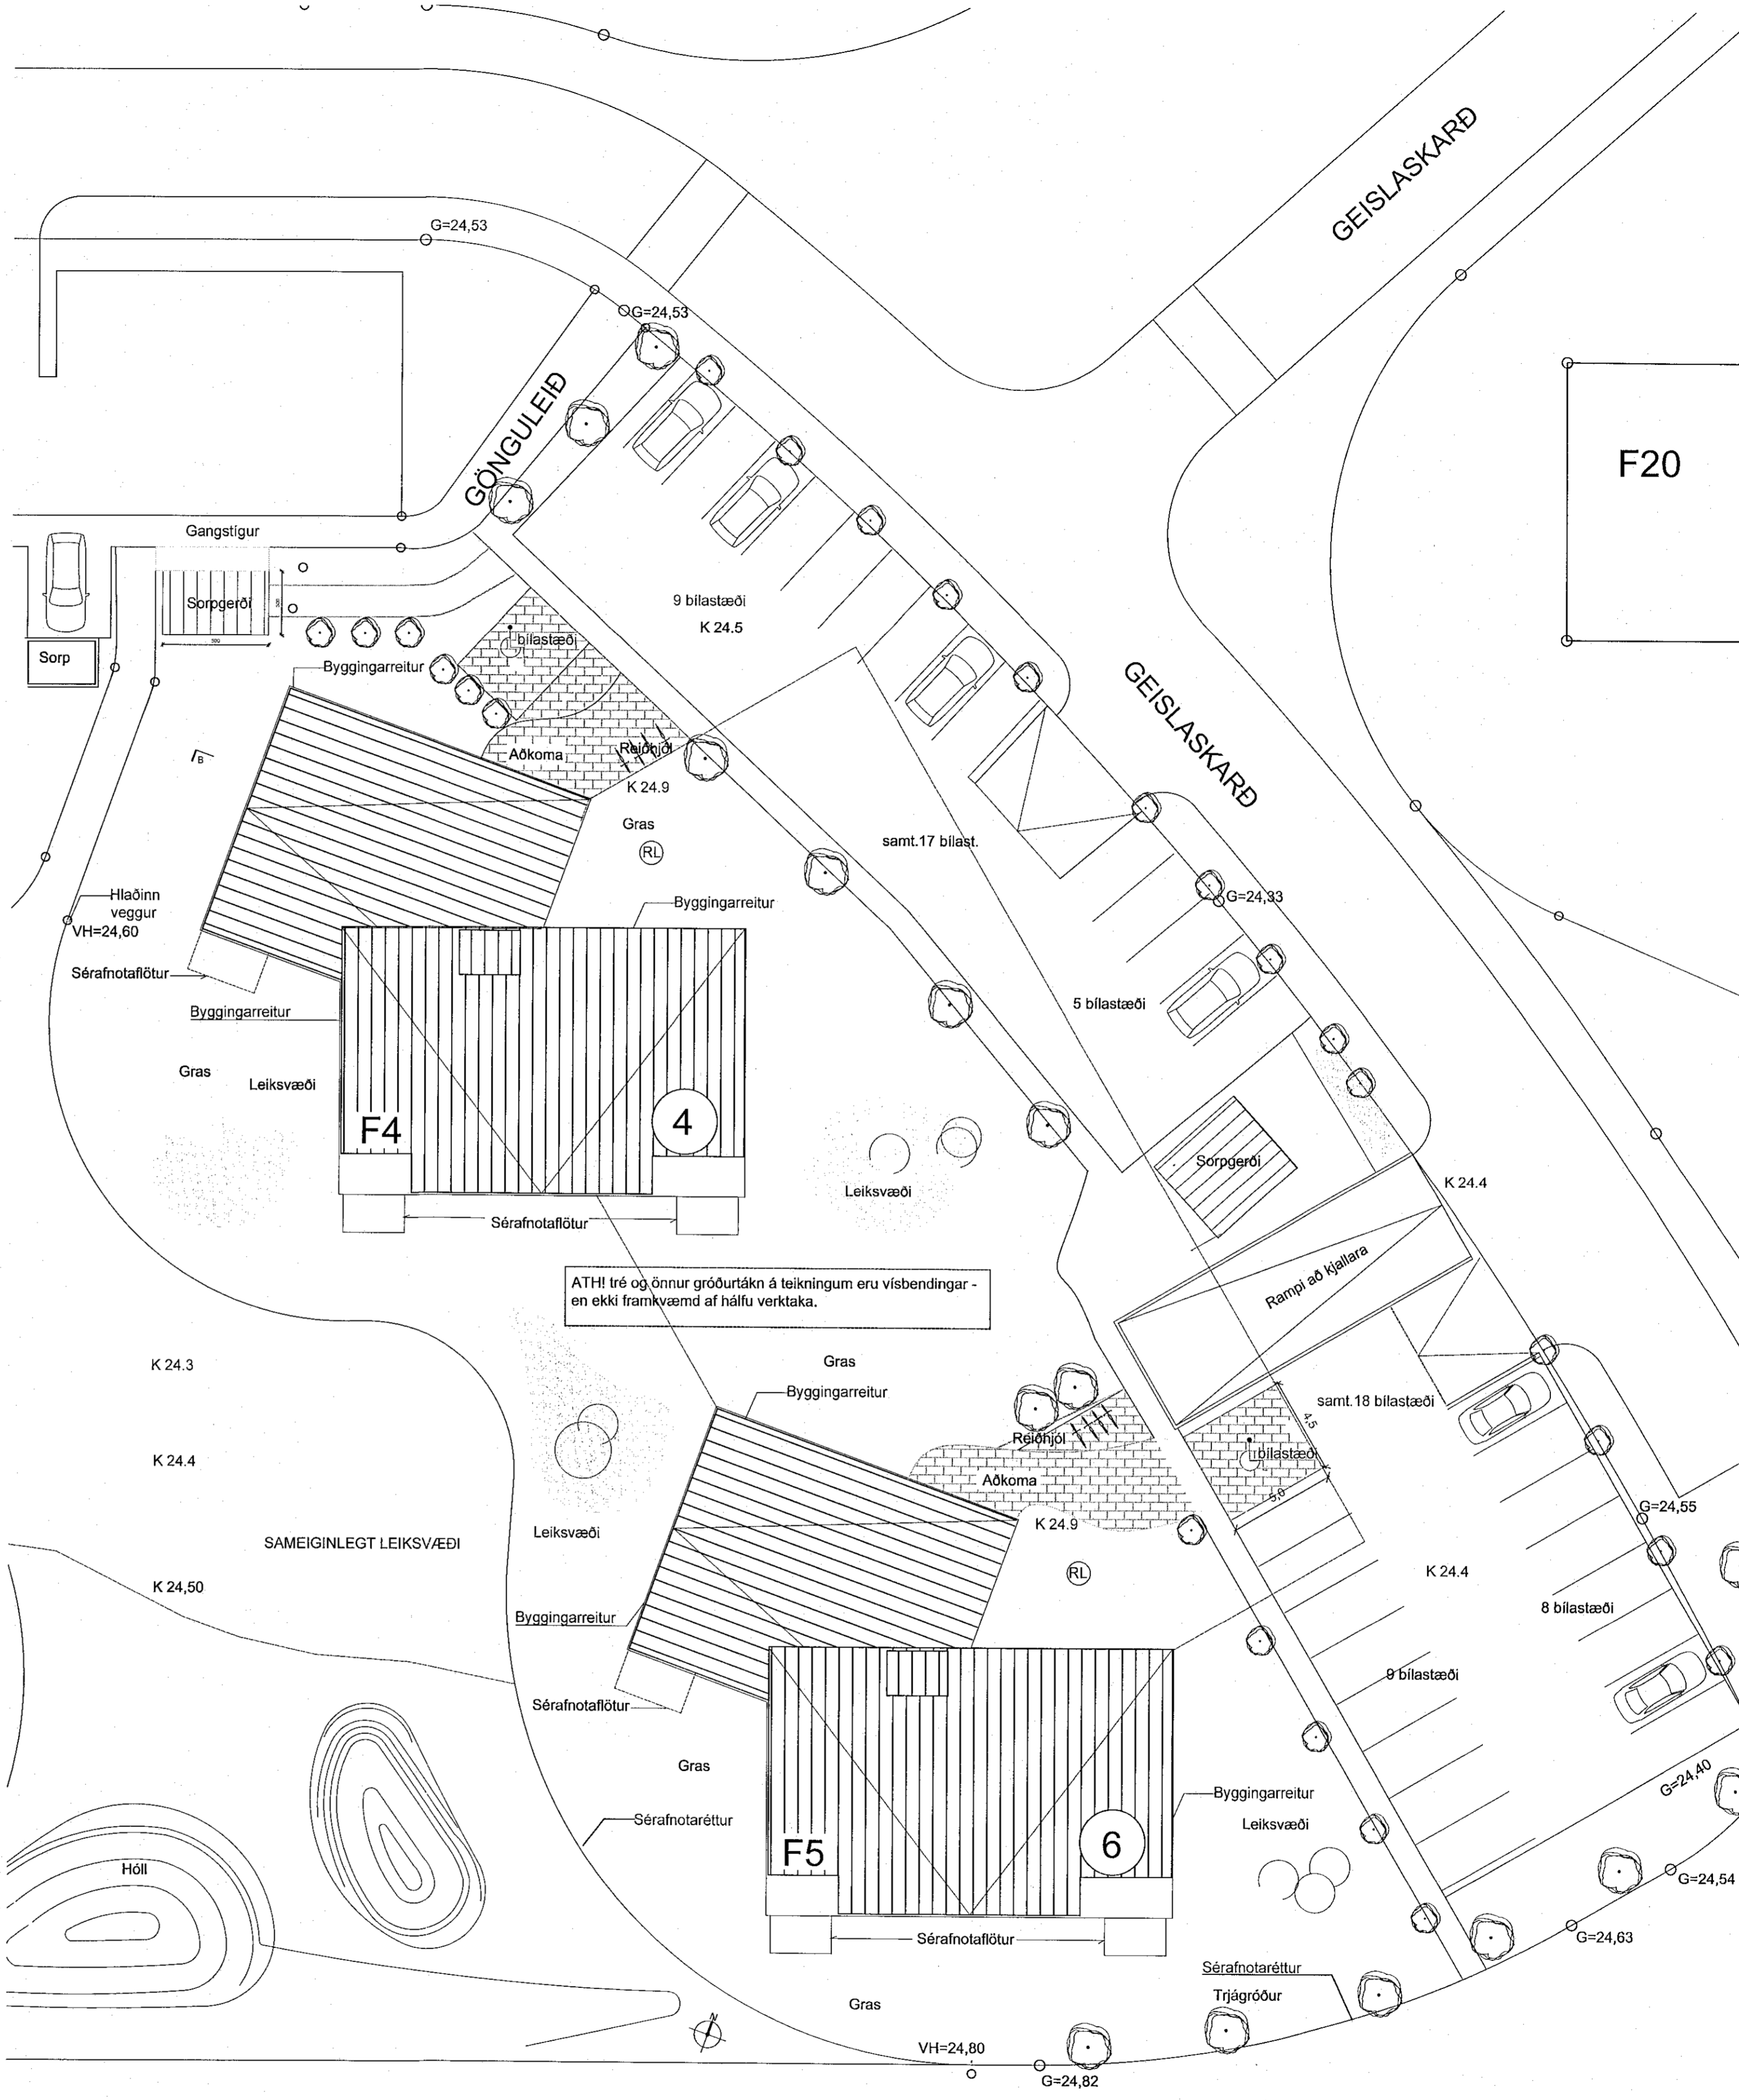 GEISLASKARÐ
G=24,53
G=24,53
GÖNGULEIÐ
F20
Gangstígur
Sorpgerði
500
Sorp
9 bílastæði
K 24.5
bílastæði
Byggingarreitur
Aðkoma
Reiðhjól
K 24.9
GEISLASKARÐ
B
Gras
RL
samt.17 bílast.
Hlaðinn
veggur
VH=24,60
Byggingarreitur
G=24,33
Sérafnotaflötur
Byggingarreitur
5 bílastæði
Gras
Leiksvæði
F4
4
Sorpgerði
K 24.4
Leiksvæði
Sérafnotaflötur
Rampi að kjallara
ATH! tré og önnur gróðurtákn á teikningum eru vísbendingar -
en ekki framkvæmd af hálfu verktaka.
K 24.3
Gras
Byggingarreitur
samt.18 bílastæði
4,5
Reiðhjól
bílastæði
K 24.4
Aðkoma
5,0
G=24,55
Leiksvæði
K 24.9
SAMEIGINLEGT LEIKSVÆÐI
RL
K 24.4
K 24,50
8 bílastæði
Byggingarreitur
9 bílastæði
Sérafnotaflötur
Gras
G=24,40
Byggingarreitur
Sérafnotaréttur
Leiksvæði
F5
6
Hóll
G=24,54
Sérafnotaflötur
G=24,63
Sérafnotaréttur
Trjágróður
Gras
N
VH=24,80
G=24,82